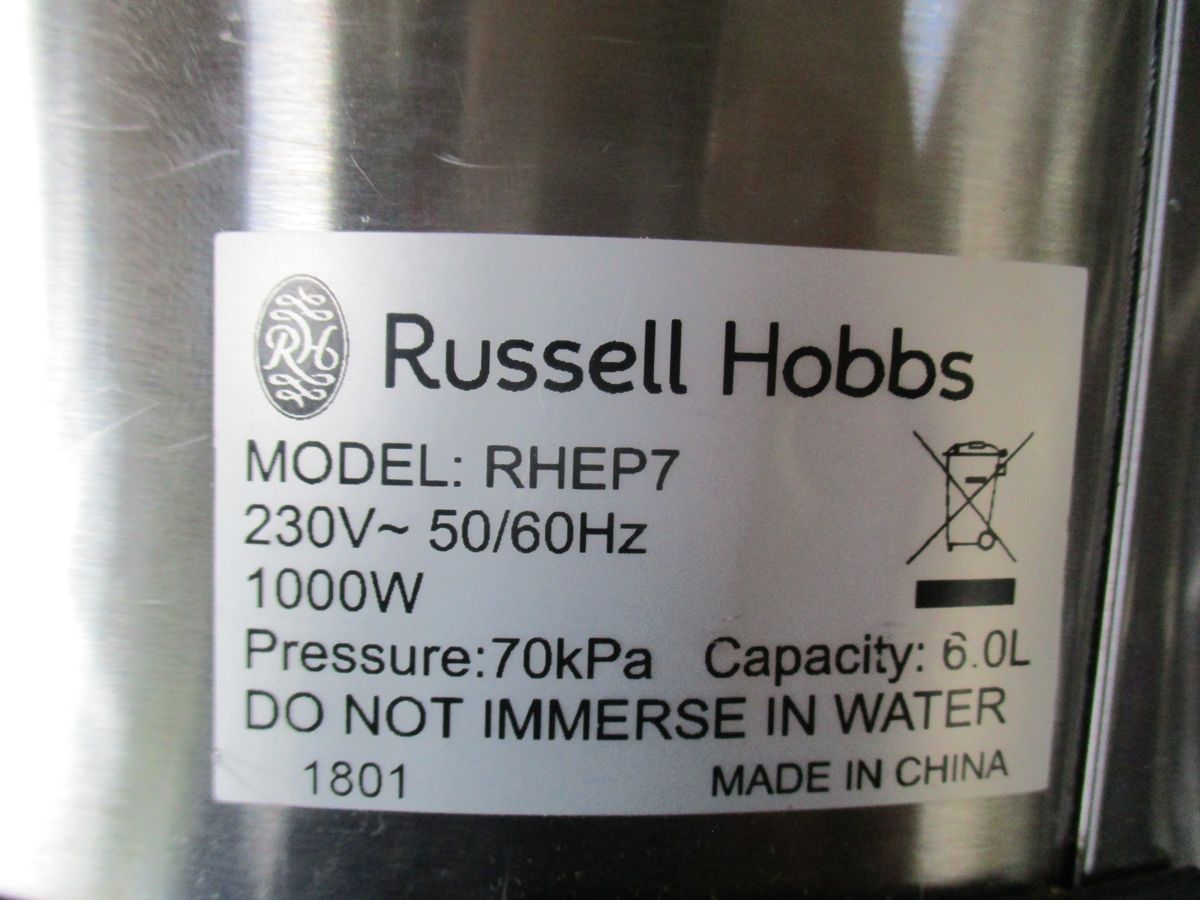 RH Russell Hobbs
MODEL: RHEP7
230V~ 50/60Hz
1000W
Pressure:70kPa Capacity: 6.0L
DO NOT IMMERSE IN WATER
1801 MADE IN CHINA